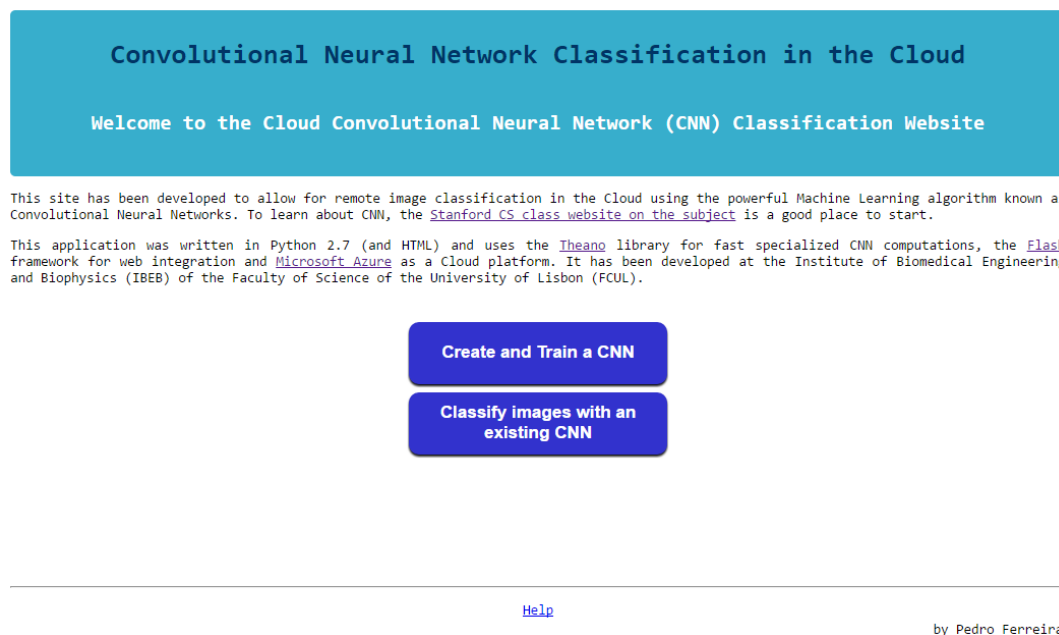 Convolutional Neural Network Classification in the Cloud
Welcome to the Cloud Convolutional Neural Network (CNN) Classification Website
This site has been developed to allow for remote image classification in the Cloud using the powerful Machine Learning algorithm known a
Convolutional Neural Networks. To learn about CNN, the Stanford CS class website on the subject is a good place to start.
This application was written in Python 2.7 (and HTML) and uses the Theano library for fast specialized CNN computations, the Flas
framework for web integration and Microsoft Azure as a Cloud platform. It has been developed at the Institute of Biomedical Engineering
and Biophysics (IBEB) of the Faculty of Science of the University of Lisbon (FCUL).
Create and Train a CNN
Classify images with an
existing CNN
Help
by Pedro Ferreira